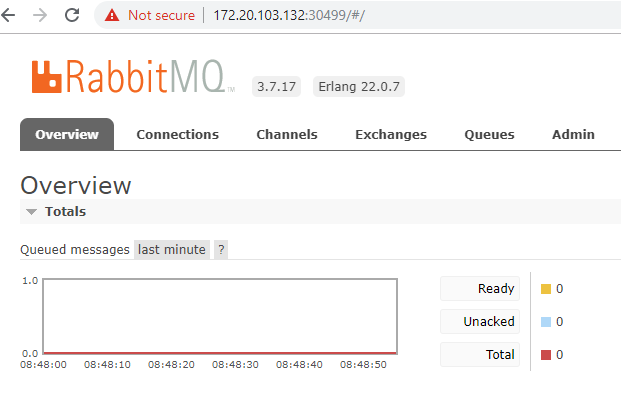 Not secure | 172.20.103.132:30499/#/
RabbitMQ TM 3.7.17 Erlang 22.0.7
Overview Connections Channels Exchanges Queues Admin
Overview
Totals
Queued messages last minute ?
1.0
0.0
08:48:00 08:48:10 08:48:20 08:48:30 08:48:40 08:48:50
Ready 0
Unacked 0
Total 0